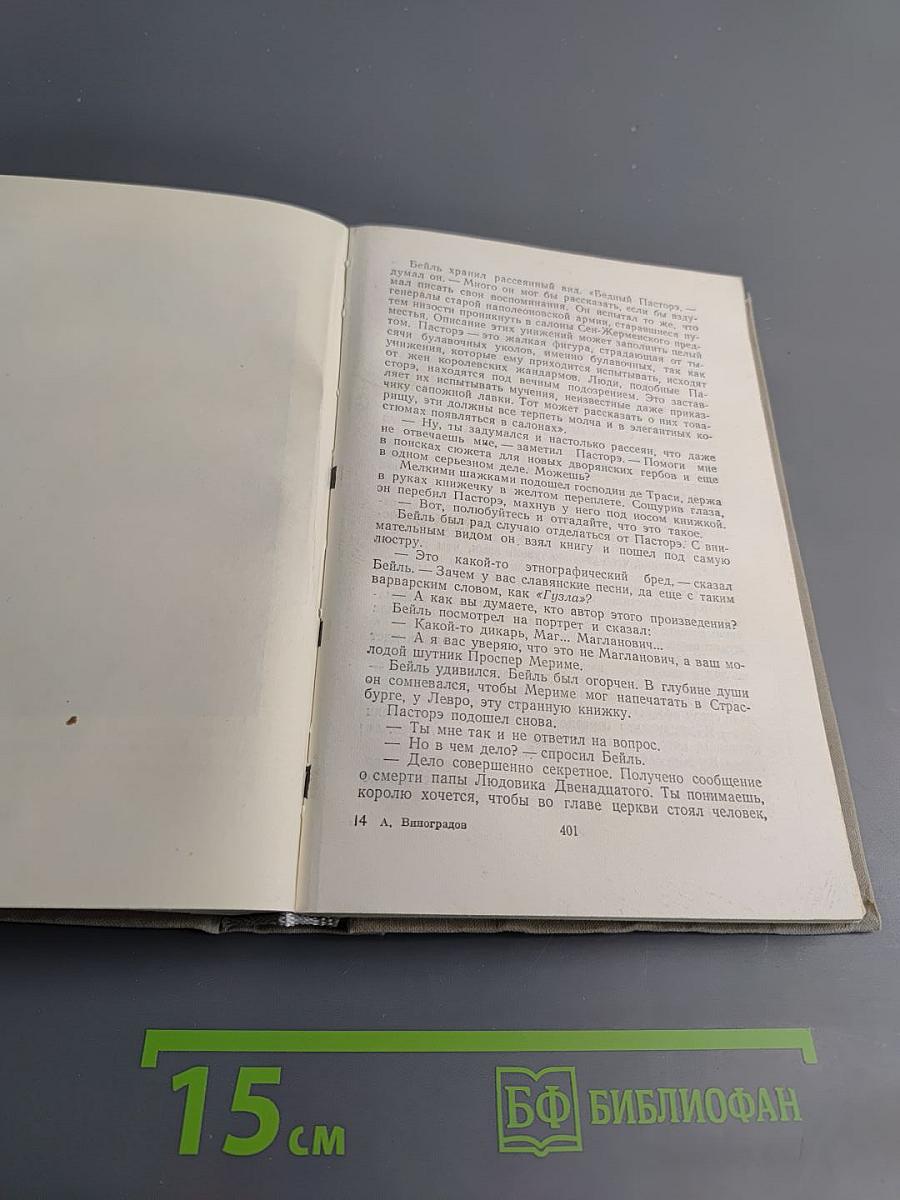 Бейль хранил рассеянный вид. «Бедный Пасторэ, —
думал он. — Много он мог бы рассказать, если бы взду-
мал писать свои воспоминания. Он испытал то же, что
генералы старой наполеоновской армии, старавшиеся пу-
тем низости проникнуть в салоны Сен-Жерменского пред-
местья. Описание этих унижений может заполнить целый
том. Пасторэ — это жалкая фигура, страдающая от ты-
сячи булавочных уколов, именно булавочных, так как
унижения, которые ему приходится испытывать, исходят
от жен королевских жандармов. Люди, подобные Па-
сторэ, находятся под вечным подозрением. Это застав-
ляет их испытывать мучения, неизвестные даже приказ-
чику сапожной лавки. Тот может рассказать о них това-
рищу, эти должны все терпеть молча и в элегантных ко-
стюмах появляться в салонах».
— Ну, ты задумался и настолько рассеян, что даже
не отвечаешь мне, — заметил Пасторэ. — Помоги мне
в поисках сюжета для новых дворянских гербов и еще
в одном серьезном деле. Можешь?
Мелкими шажками подошел господин де Траси, держа
в руках книжечку в желтом переплете. Сощурив глаза,
он перебил Пасторэ, махнув у него под носом книжкой.
— Вот, полюбуйтесь и отгадайте, что это такое.
Бейль был рад случаю отделаться от Пасторэ. С вни-
мательным видом он взял книгу и пошел под самую
люстру.
— Это какой-то этнографический бред, — сказал
Бейль. — Зачем у вас славянские песни, да еще с таким
варварским словом, как «Гузла»?
— А как вы думаете, кто автор этого произведения?
Бейль посмотрел на портрет и сказал:
— Какой-то дикарь, Маг... Магланович...
— А я вас уверяю, что это не Магланович, а ваш мо-
лодой шутник Проспер Мериме.
Бейль удивился. Бейль был огорчен. В глубине души
он сомневался, чтобы Мериме мог напечатать в Страс-
бурге, у Левро, эту странную книжку.
Пасторэ подошел снова.
— Ты мне так и не ответил на вопрос.
— Но в чем дело? — спросил Бейль.
— Дело совершенно секретное. Получено сообщение
о смерти папы Людовика Двенадцатого. Ты понимаешь,
королю хочется, чтобы во главе церкви стоял человек,
14 А. Виноградов 401
15 см
БФ БИБЛИОФАН